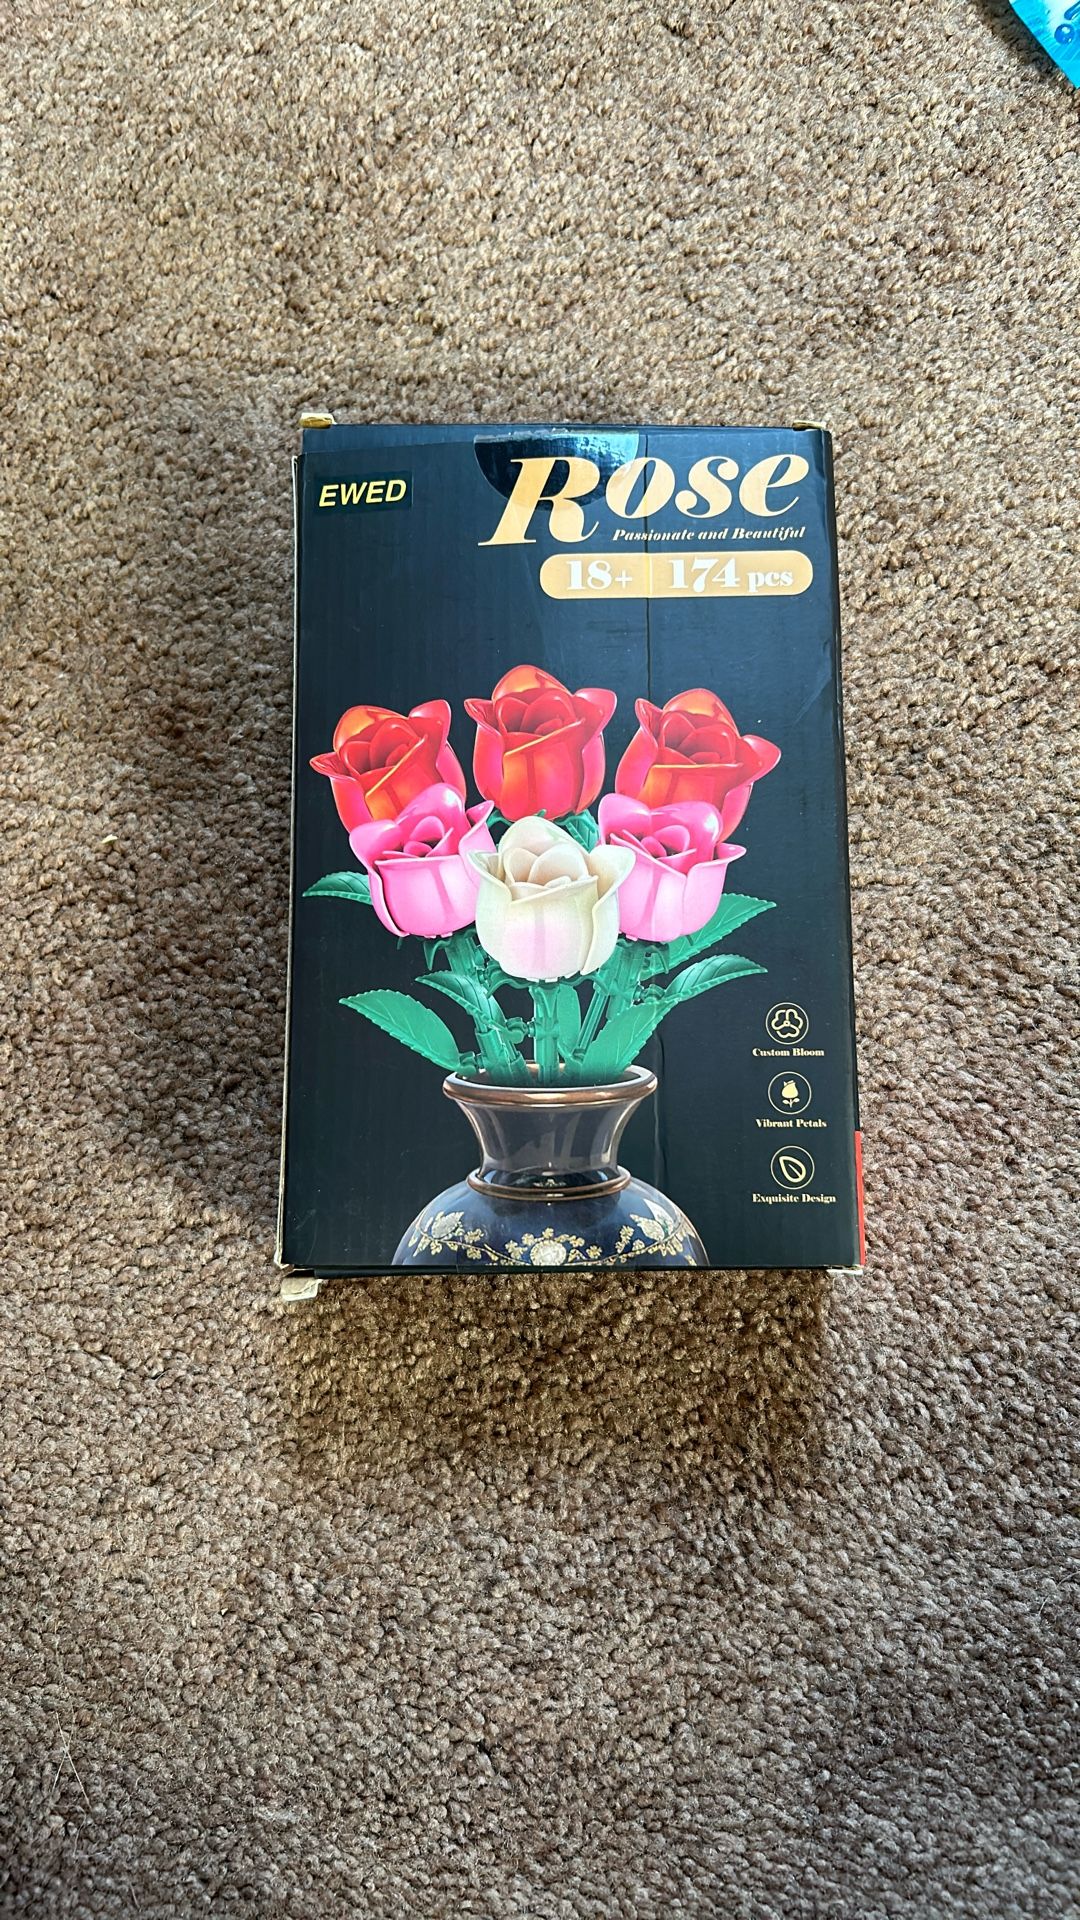 EWED
Rose
Passionate and Beautiful
18+ 174 pcs
Custom Bloom
Vibrant Petals
Exquisite Design